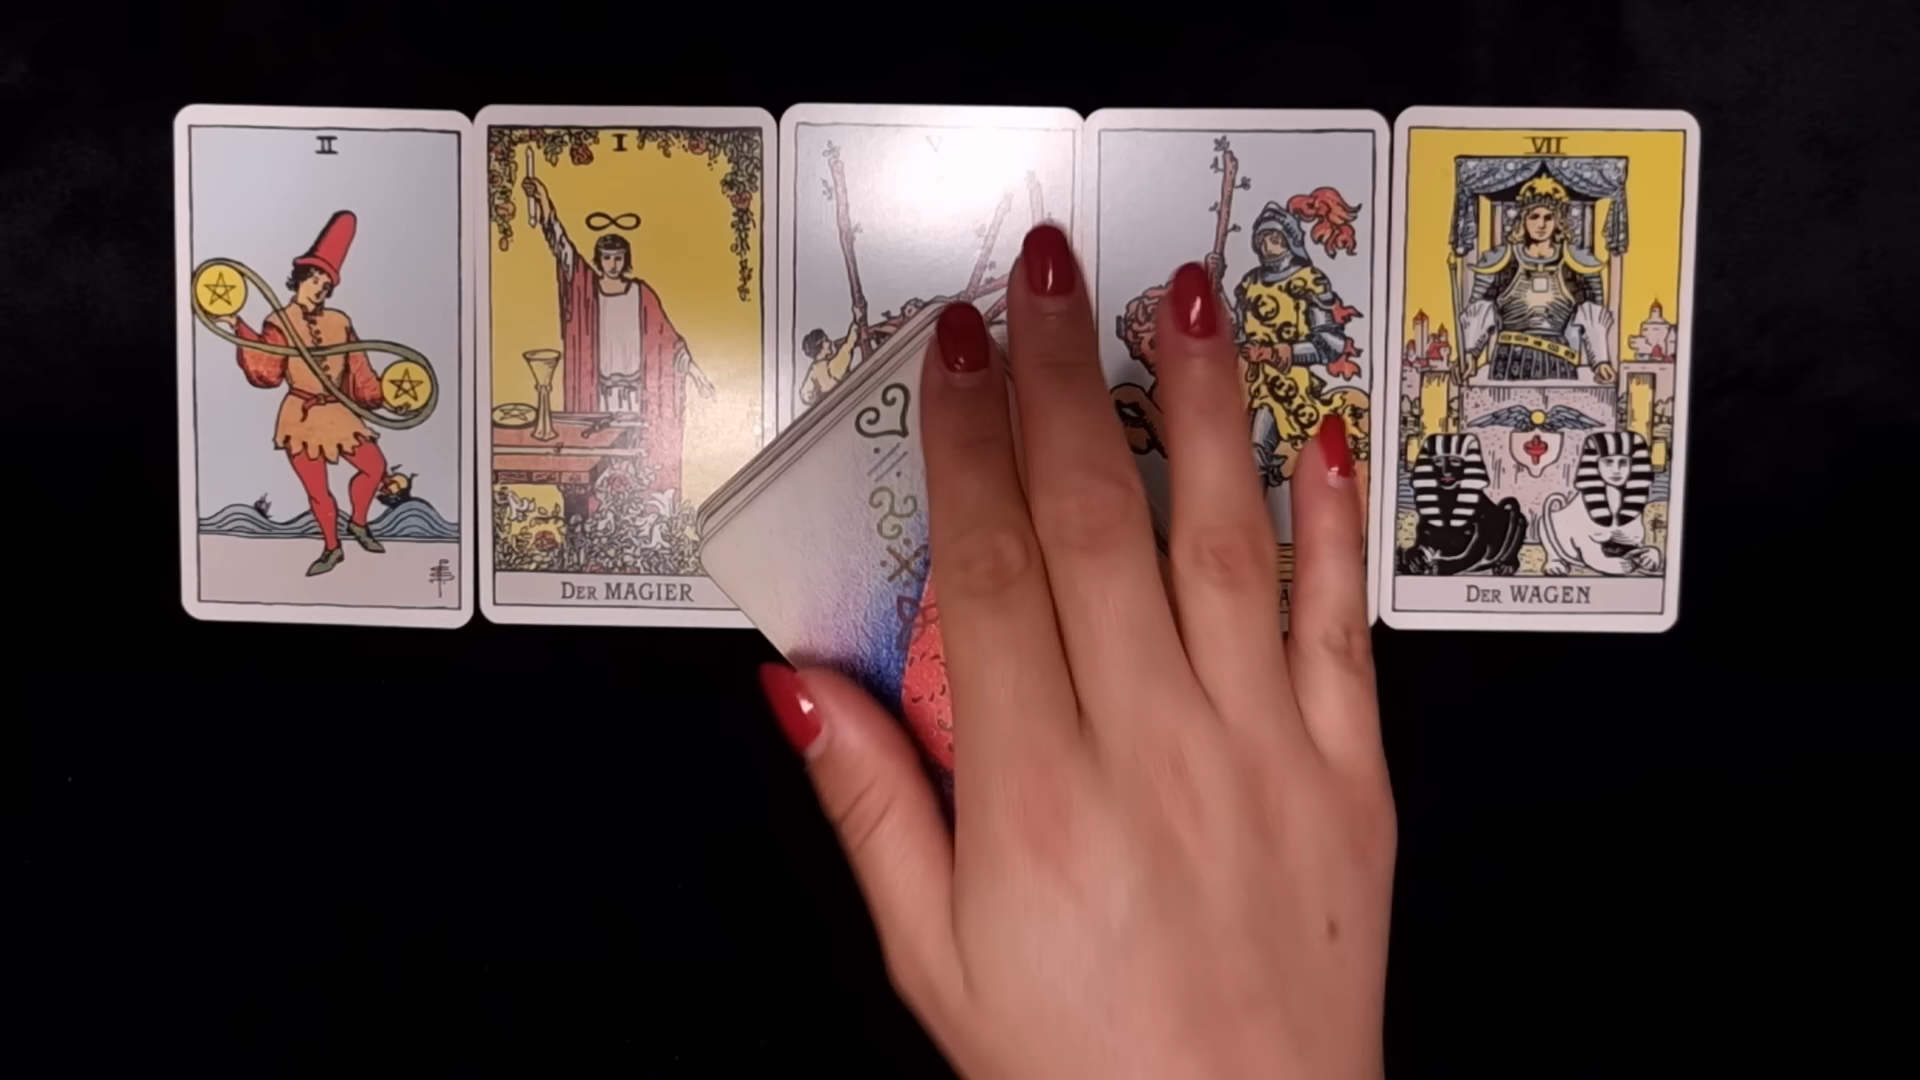 II
I
V
VII
Der MAGIER
Der WAGEN